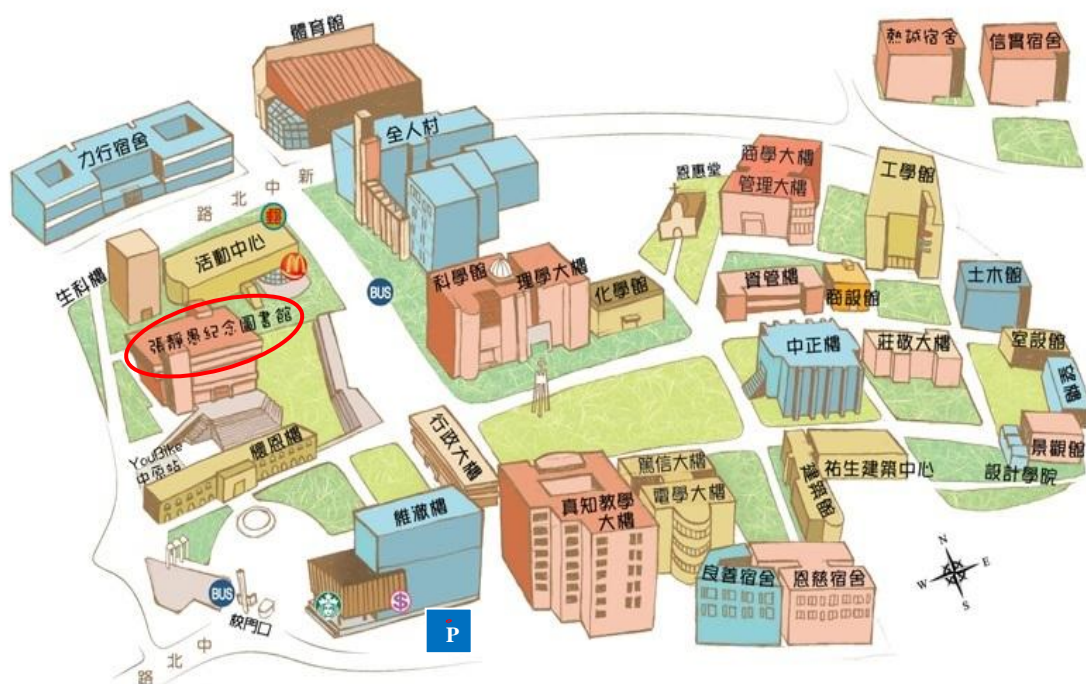 體育館
熱誠宿舍
信實宿舍
力行宿舍
全人村
新中北路
郵
恩惠堂
商學大樓
管理大樓
工學館
活動中心
生科樓
BUS
科學館
理學大樓
化學館
資管樓
商設館
土木館
張靜愚紀念圖書館
中正樓
莊敬大樓
室設館
YouBike
中原站
懷恩樓
行政大樓
篤信大樓
電學大樓
真知教學
大樓
建築館
祐生建築中心
景觀館
設計學院
維澈樓
良善宿舍
恩慈宿舍
N
W
E
S
BUS
校門口
$
P
中北路